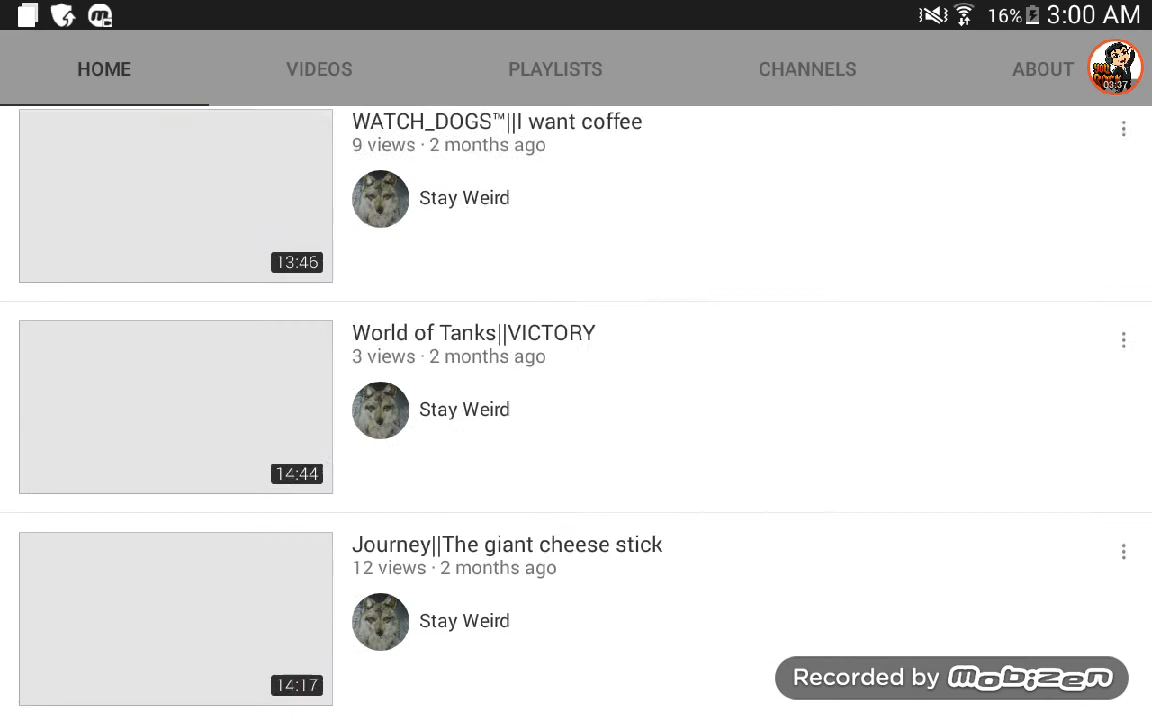 16% 3:00 AM
HOME VIDEOS PLAYLISTS CHANNELS ABOUT
03:37
WATCH_DOGS™||I want coffee
9 views · 2 months ago
Stay Weird
13:46
World of Tanks||VICTORY
3 views · 2 months ago
Stay Weird
14:44
Journey||The giant cheese stick
12 views · 2 months ago
Stay Weird
14:17
Recorded by mobizen